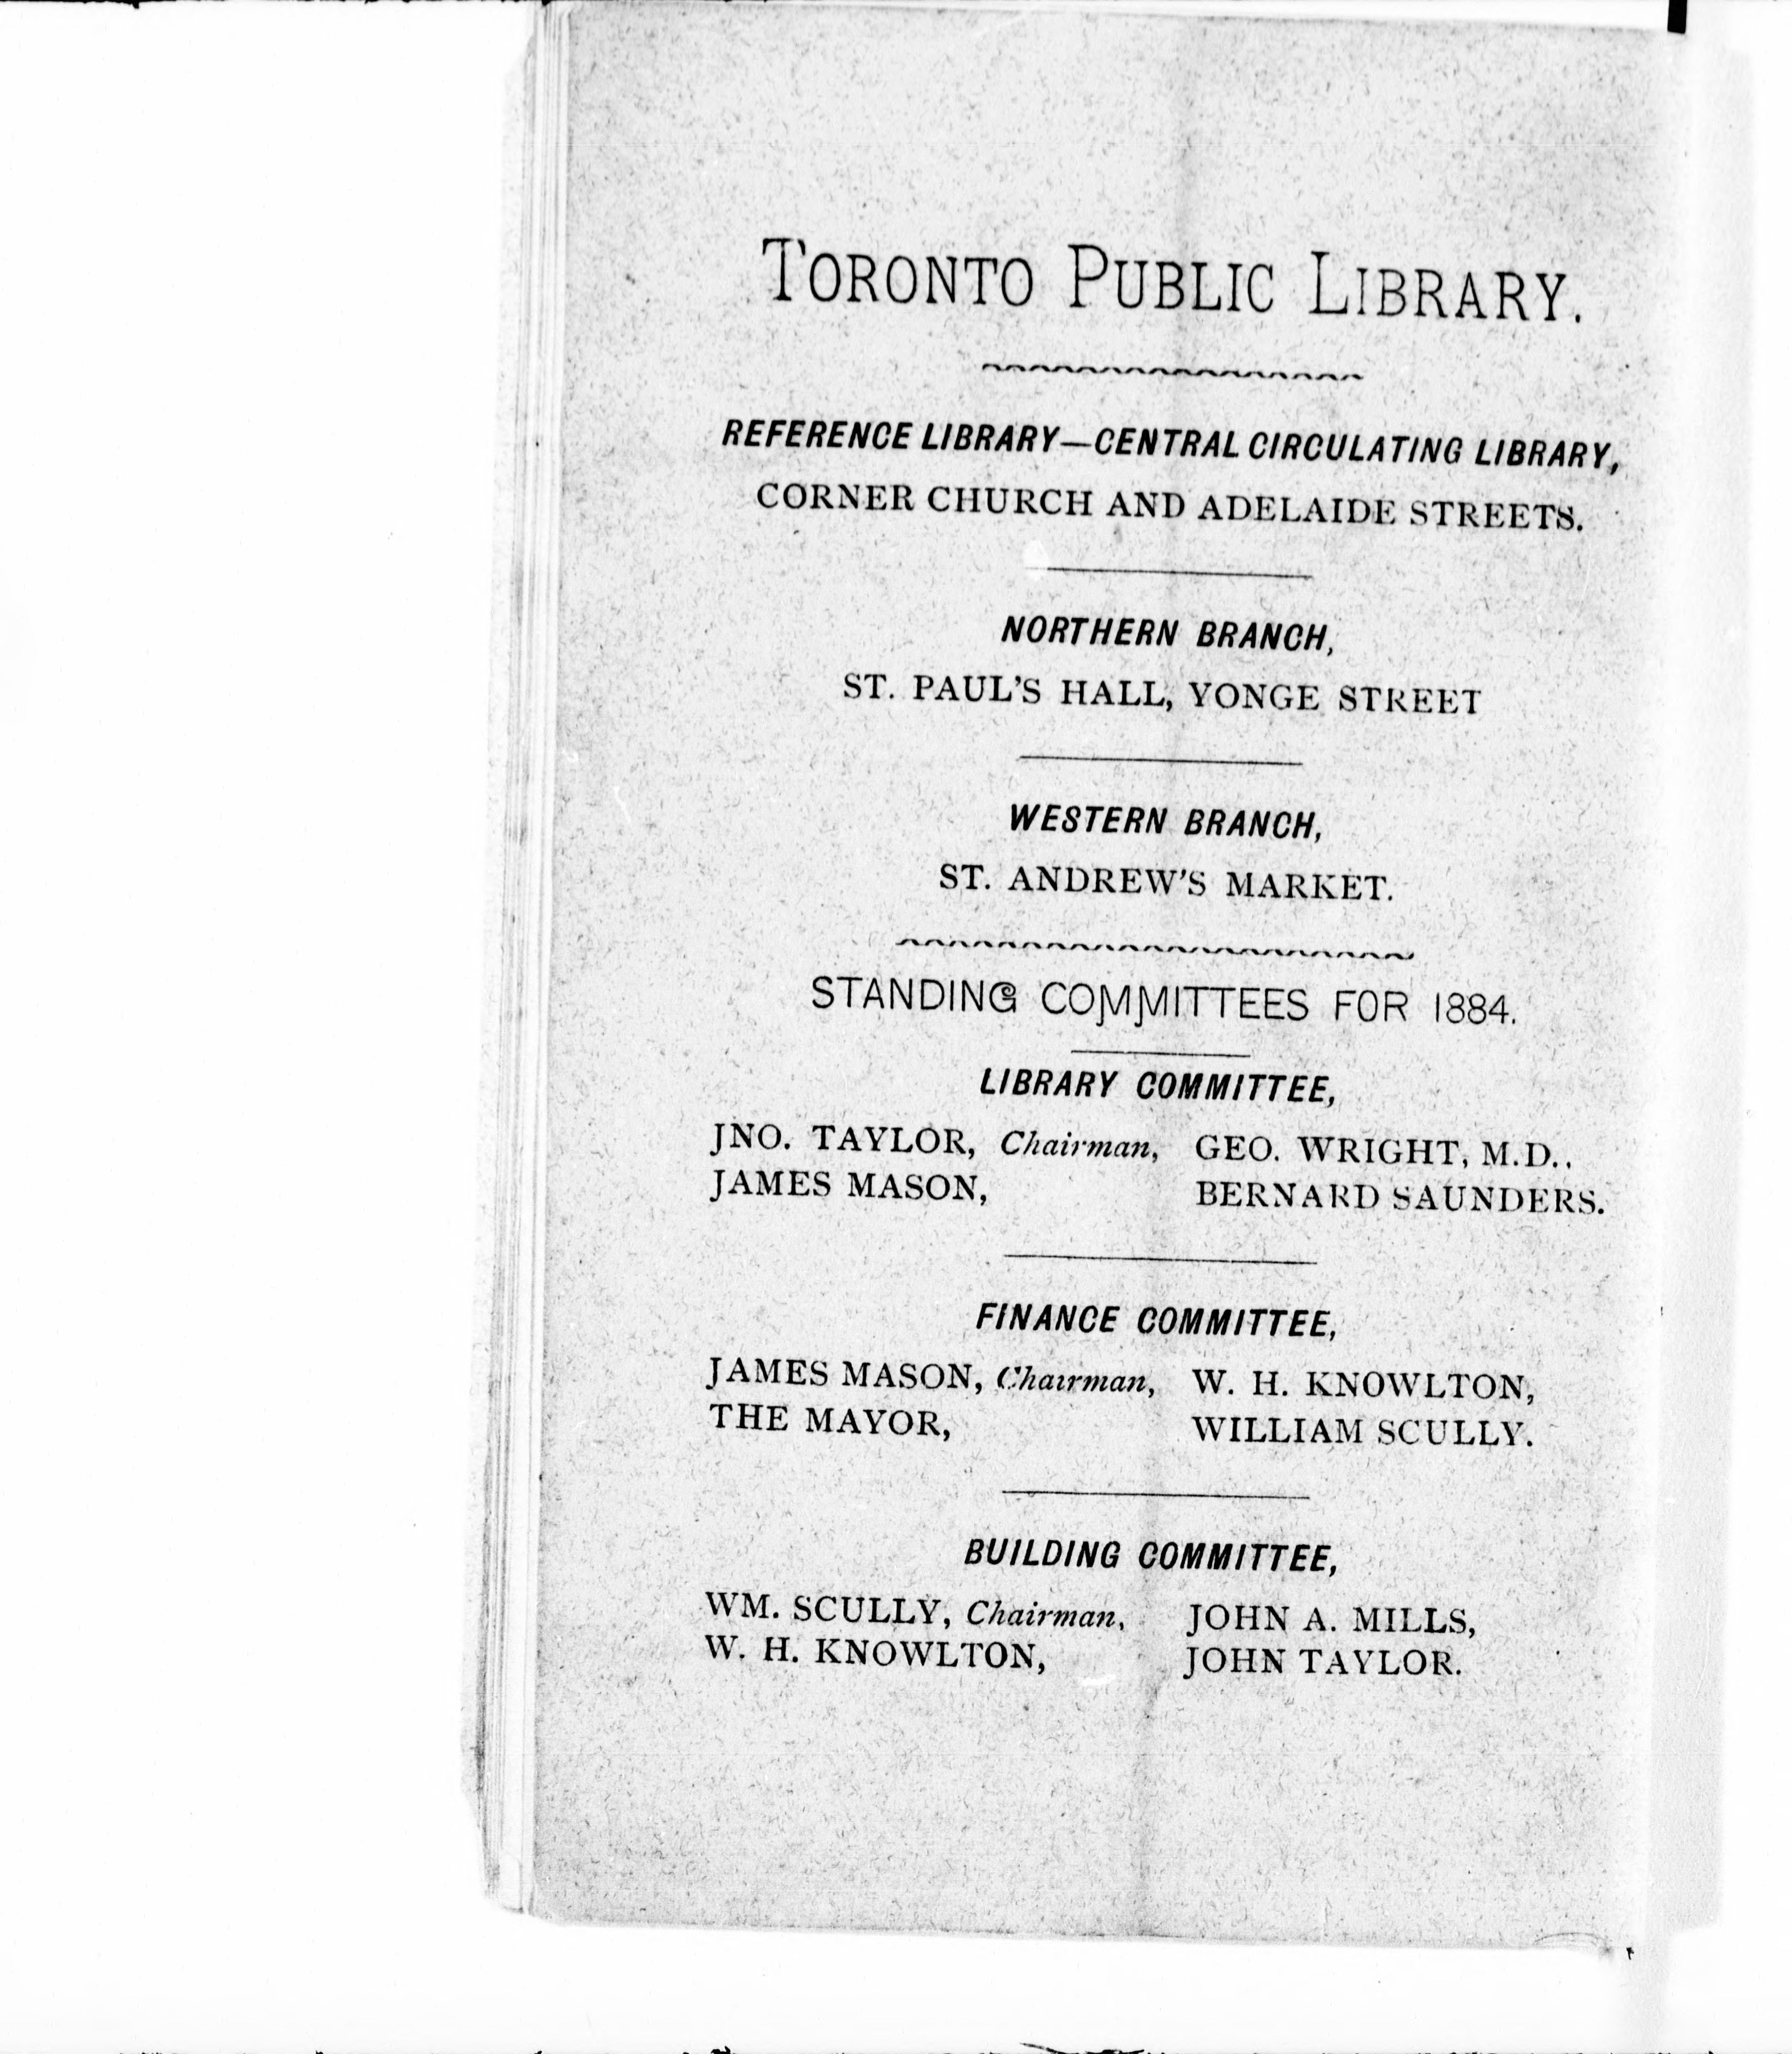 TORONTO PUBLIC LIBRARY.
REFERENCE LIBRARY—CENTRAL CIRCULATING LIBRARY,
CORNER CHURCH AND ADELAIDE STREETS.
NORTHERN BRANCH,
ST. PAUL'S HALL, YONGE STREET
WESTERN BRANCH,
ST. ANDREW'S MARKET.
STANDING COMMITTEES FOR 1884.
LIBRARY COMMITTEE,
JNO. TAYLOR, Chairman, GEO. WRIGHT, M.D.,
JAMES MASON, BERNARD SAUNDERS.
FINANCE COMMITTEE,
JAMES MASON, Chairman, W. H. KNOWLTON,
THE MAYOR, WILLIAM SCULLY.
BUILDING COMMITTEE,
WM. SCULLY, Chairman, JOHN A. MILLS,
W. H. KNOWLTON, JOHN TAYLOR.